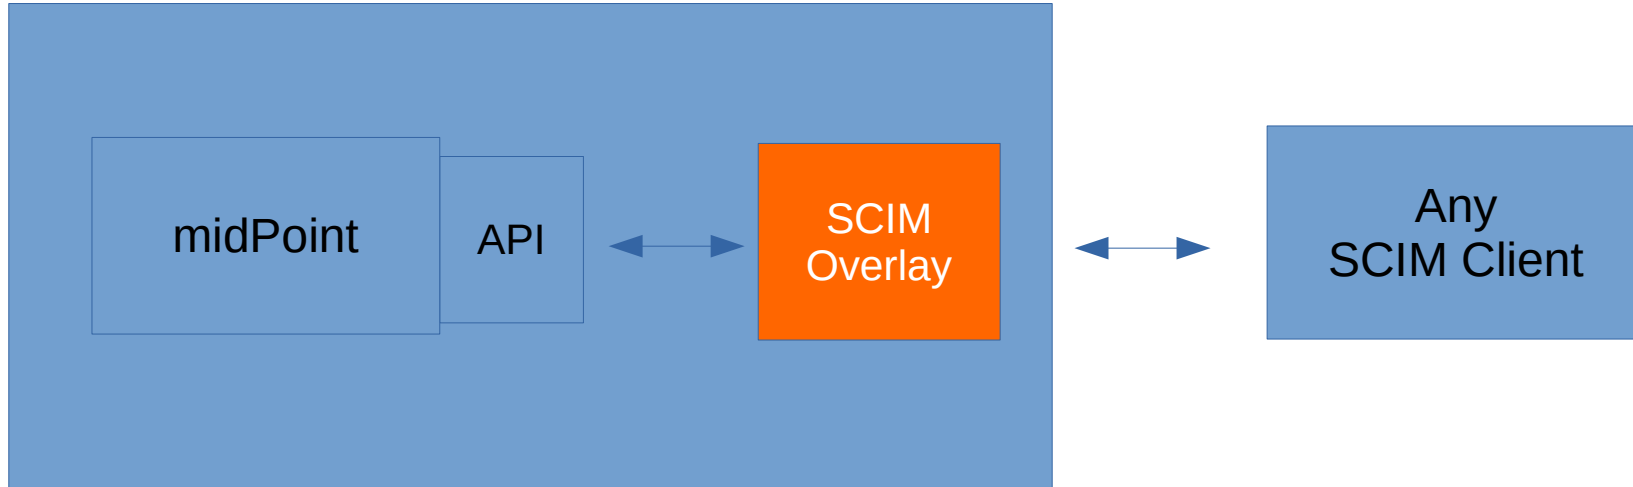 midPoint
API
SCIM
Overlay
Any
SCIM Client